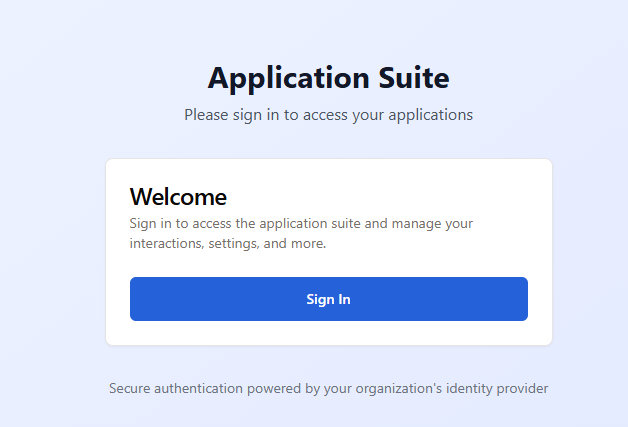 Application Suite
Please sign in to access your applications
Welcome
Sign in to access the application suite and manage your
interactions, settings, and more.
Sign In
Secure authentication powered by your organization's identity provider